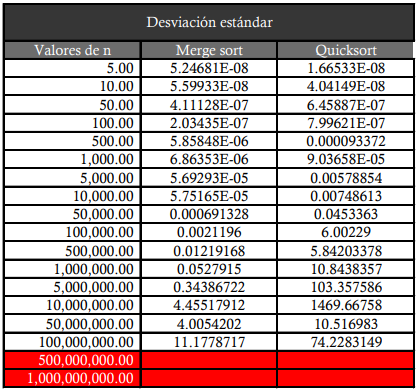 Desviación estándar
Valores de n Merge sort Quicksort
5.00 5.24681E-08 1.66533E-08
10.00 5.59933E-08 4.04149E-08
50.00 4.11128E-07 6.45887E-07
100.00 2.03435E-07 7.99621E-07
500.00 5.85848E-06 0.000093372
1,000.00 6.86353E-06 9.03658E-05
5,000.00 5.69293E-05 0.00578854
10,000.00 5.75165E-05 0.00748613
50,000.00 0.000691328 0.0453363
100,000.00 0.0021196 6.00229
500,000.00 0.01219168 5.84203378
1,000,000.00 0.0527915 10.8438357
5,000,000.00 0.34386722 103.357586
10,000,000.00 4.45517912 1469.66758
50,000,000.00 4.0054202 10.516983
100,000,000.00 11.1778717 74.2283149
500,000,000.00
1,000,000,000.00